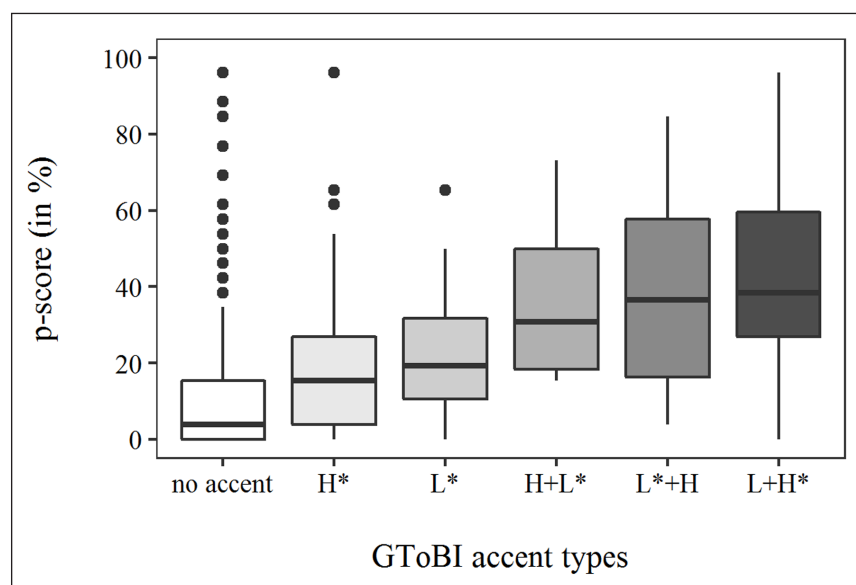 p-score (in %)
100
80
60
40
20
0
no accent H* L* H+L* L*+H L+H*
GToBI accent types